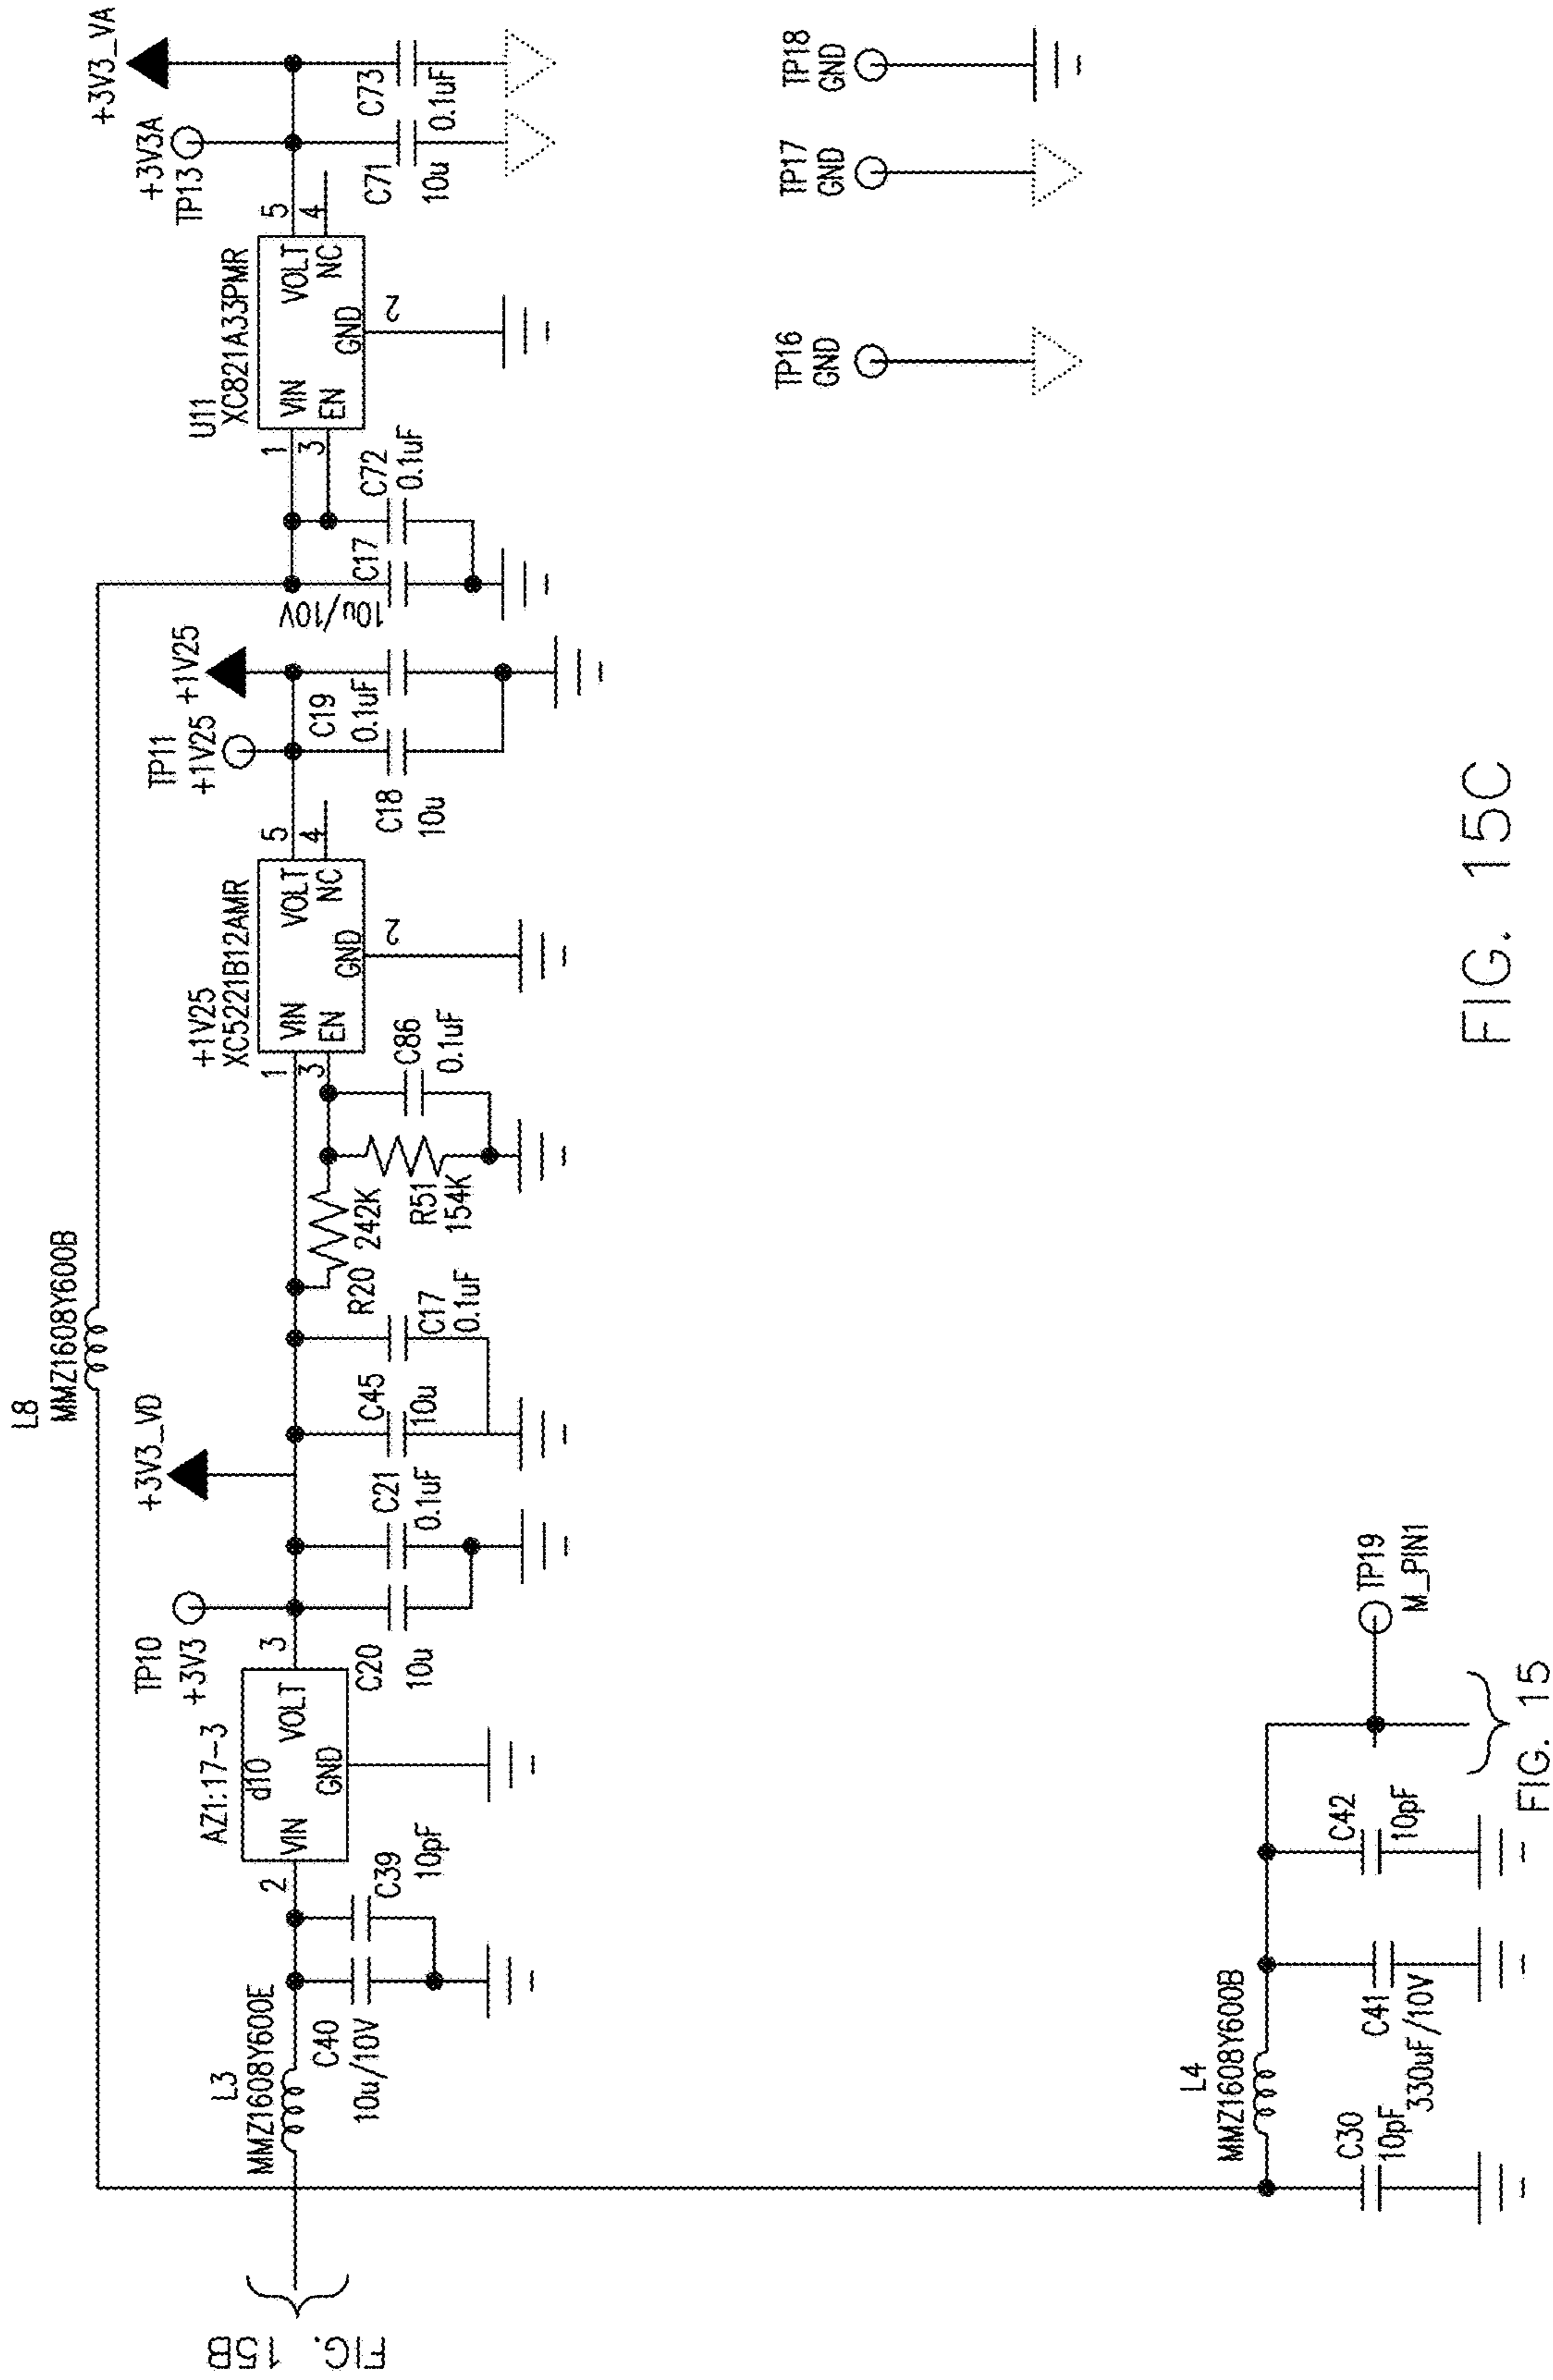 L8
MMZ1608Y600B
FIG. 15B
L3
MMZ1608Y600E
C40
10u/10V
C39
10pF
2
AZ1:17-3
d10
VIN
VOLT
GND
3
TP10
+3V3
C20
10u
C21
0.1uF
+3V3_VD
C45
10u
C17
0.1uF
R20
242K
R51
154K
C86
0.1uF
+1V25
XC5221B12AMR
1
3
VIN
EN
VOLT
NC
GND
2
5
4
TP11
+1V25
+1V25
C18
10u
C19
0.1uF
10u/10V
C17
C72
0.1uF
U11
XC821A33PMR
1
3
VIN
EN
VOLT
NC
GND
2
5
4
+3V3A
TP13
+3V3_VA
C71
10u
C73
0.1uF
TP16
GND
TP17
GND
TP18
GND
L4
MMZ1608Y600B
C30
10pF
C41
330uF/10V
C42
10pF
TP19
M_PIN1
FIG. 15
FIG. 15C